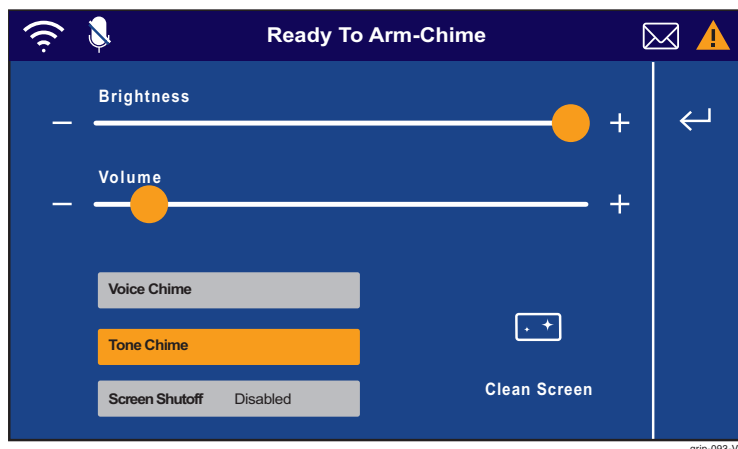 Ready To Arm-Chime
Brightness
Volume
Voice Chime
Tone Chime
Screen Shutoff Disabled
Clean Screen